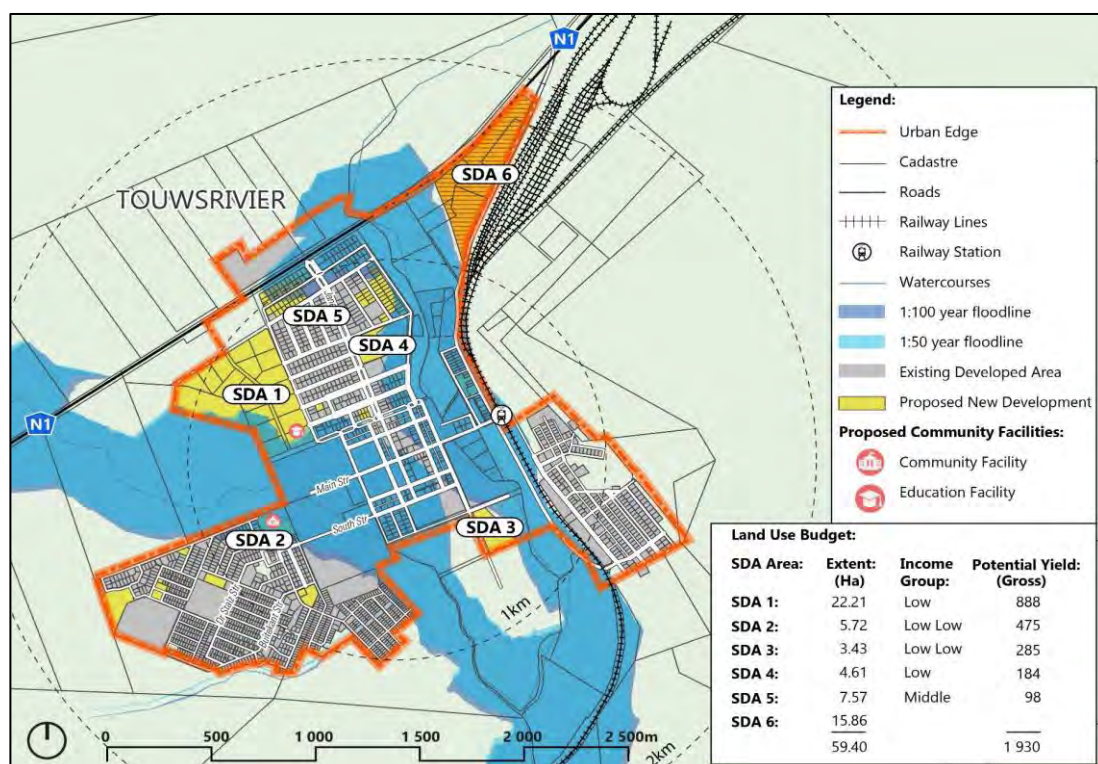 N1
TOUWSRIVIER
SDA 6
SDA 5
SDA 4
SDA 1
N1
Main Str
South Str
SDA 2
SDA 3
1km
2km
0 500 1 000 1 500 2 000 2 500m
Legend:
Urban Edge
Cadastre
Roads
Railway Lines
Railway Station
Watercourses
1:100 year floodline
1:50 year floodline
Existing Developed Area
Proposed New Development
Proposed Community Facilities:
Community Facility
Education Facility
Land Use Budget:
SDA Area: Extent: (Ha) Income Group: Potential Yield: (Gross)
SDA 1: 22.21 Low 888
SDA 2: 5.72 Low Low 475
SDA 3: 3.43 Low Low 285
SDA 4: 4.61 Low 184
SDA 5: 7.57 Middle 98
SDA 6: 15.86
59.40 1 930